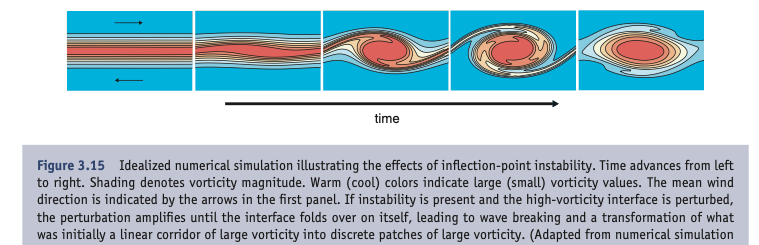 time
Figure 3.15 Idealized numerical simulation illustrating the effects of inflection-point instability. Time advances from left
to right. Shading denotes vorticity magnitude. Warm (cool) colors indicate large (small) vorticity values. The mean wind
direction is indicated by the arrows in the first panel. If instability is present and the high-vorticity interface is perturbed,
the perturbation amplifies until the interface folds over on itself, leading to wave breaking and a transformation of what
was initially a linear corridor of large vorticity into discrete patches of large vorticity. (Adapted from numerical simulation